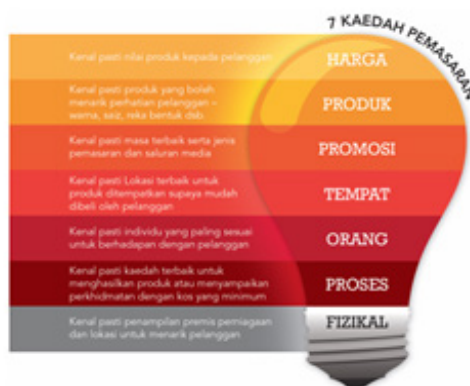 7 KAEDAH PEMASARAN
Kenal pasti nilai produk kepada pelanggan
HARGA
Kenal pasti produk yang boleh
menarik perhatian pelanggan –
warna, saiz, reka bentuk dsb.
PRODUK
Kenal pasti masa terbaik serta jenis
pemasaran dan saluran media
PROMOSI
Kenal pasti Lokasi terbaik untuk
produk ditempatkan supaya mudah
dibeli oleh pelanggan
TEMPAT
Kenal pasti individu yang paling sesuai
untuk berhadapan dengan pelanggan
ORANG
Kenal pasti kaedah terbaik untuk
menghasilkan produk atau menyampaikan
perkhidmatan dengan kos yang minimum
PROSES
Kenal pasti penampilan premis perniagaan
dan lokasi untuk menarik pelanggan
FIZIKAL